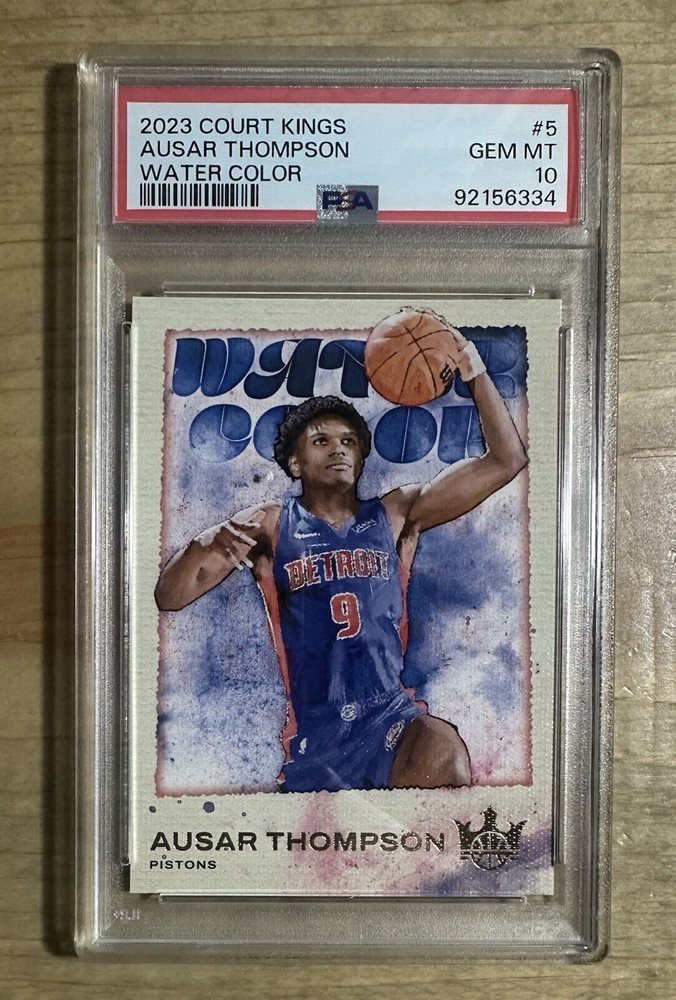 2023 COURT KINGS #5
AUSAR THOMPSON GEM MT
WATER COLOR 10
PSA 92156334
WATER
COLOR
DETROIT
9
AUSAR THOMPSON
PISTONS